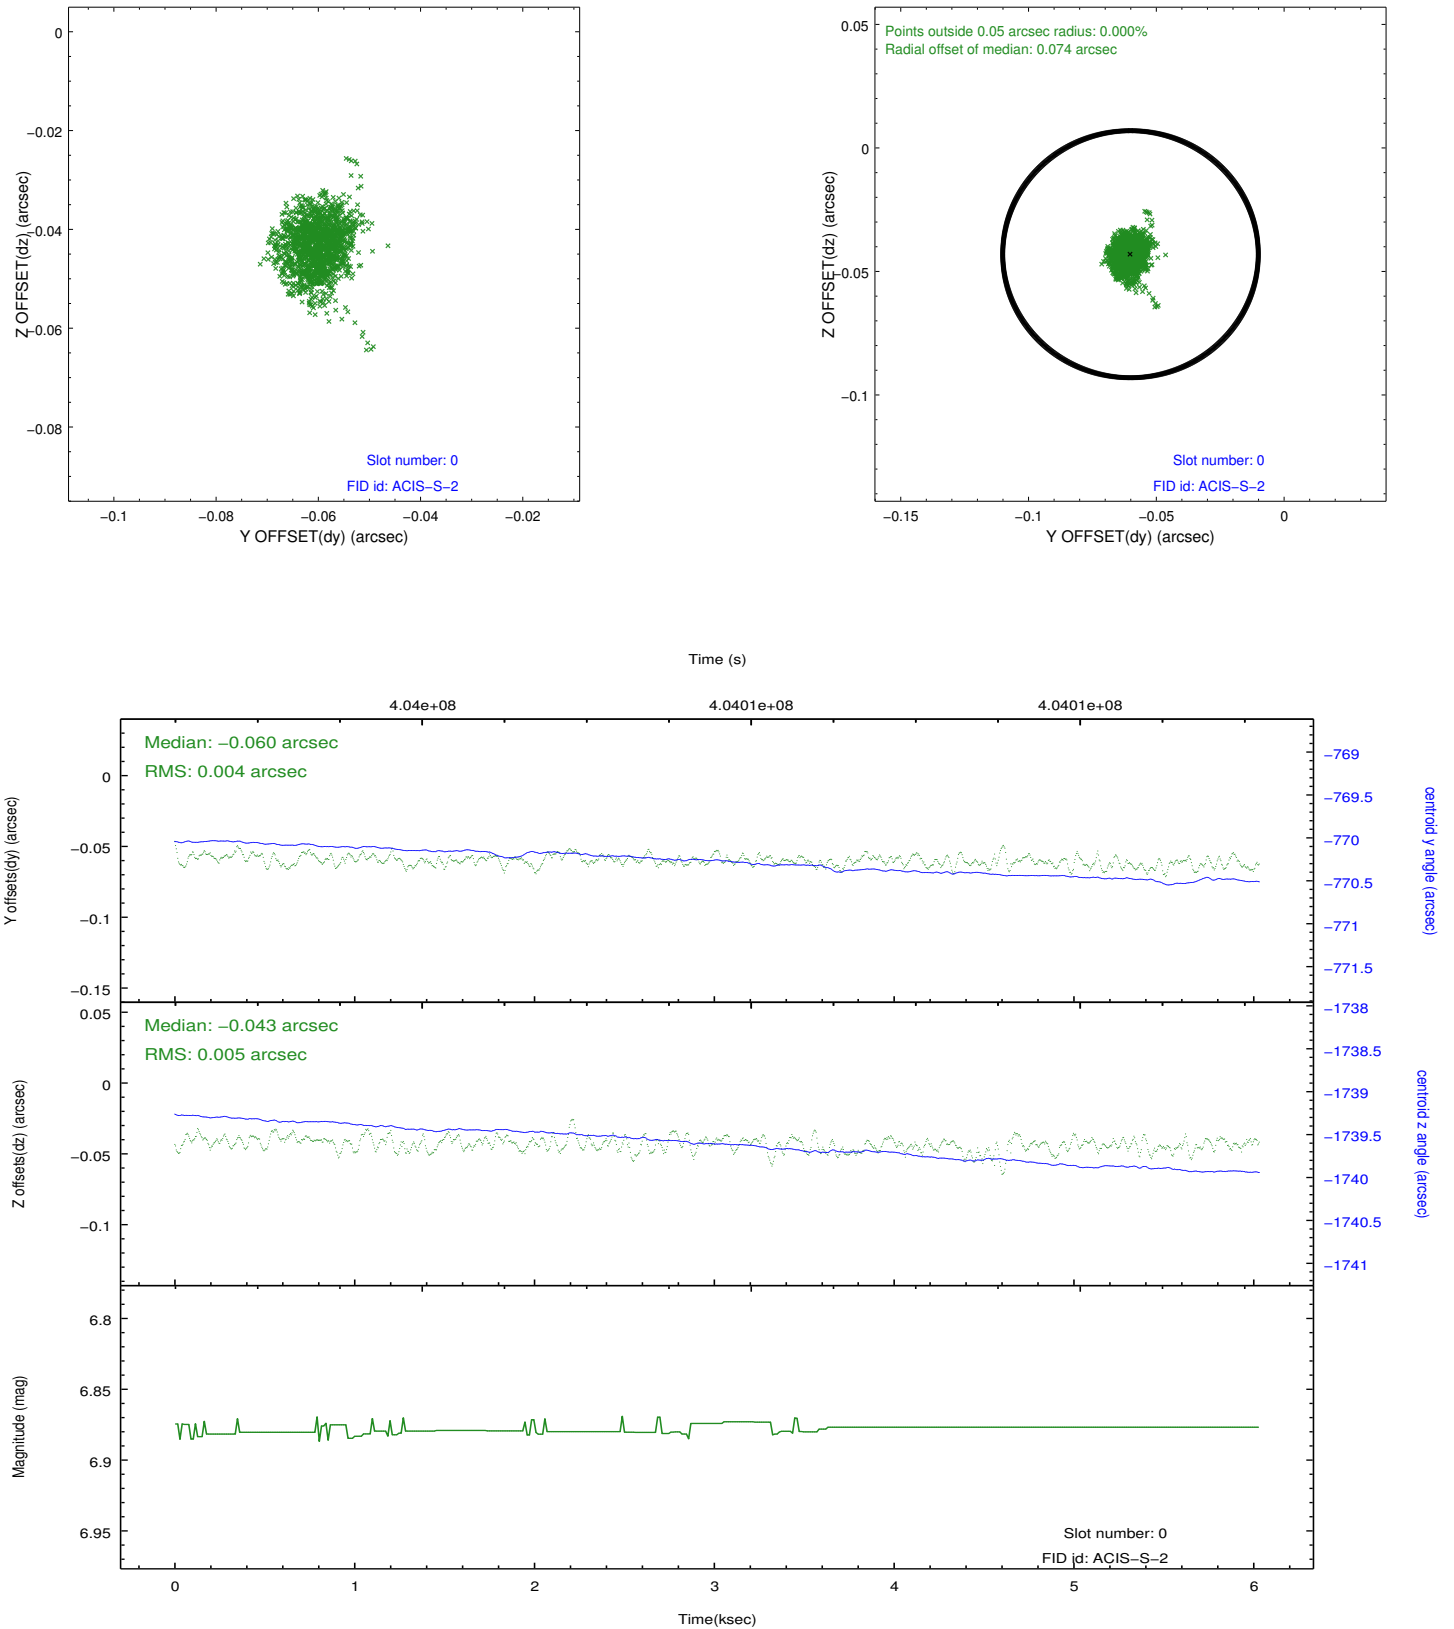 0
−0.02
−0.04
−0.06
−0.08
Z OFFSET(dz) (arcsec)
Slot number: 0
FID id: ACIS−S−2
−0.1
−0.08
−0.06
−0.04
−0.02
Y OFFSET(dy) (arcsec)
Points outside 0.05 arcsec radius: 0.000%
Radial offset of median: 0.074 arcsec
0.05
0
−0.05
−0.1
Z OFFSET(dz) (arcsec)
Slot number: 0
FID id: ACIS−S−2
−0.15
−0.1
−0.05
0
Y OFFSET(dy) (arcsec)
Time (s)
4.04e+08
4.0401e+08
4.0401e+08
Median: −0.060 arcsec
RMS: 0.004 arcsec
0
−0.05
−0.1
−0.15
Y offsets(dy) (arcsec)
−769
−769.5
−770
−770.5
−771
−771.5
centroid y angle (arcsec)
Median: −0.043 arcsec
RMS: 0.005 arcsec
0.05
0
−0.05
−0.1
Z offsets(dz) (arcsec)
−1738
−1738.5
−1739
−1739.5
−1740
−1740.5
−1741
centroid z angle (arcsec)
6.8
6.85
6.9
6.95
Magnitude (mag)
Slot number: 0
FID id: ACIS−S−2
0
1
2
3
4
5
6
Time(ksec)